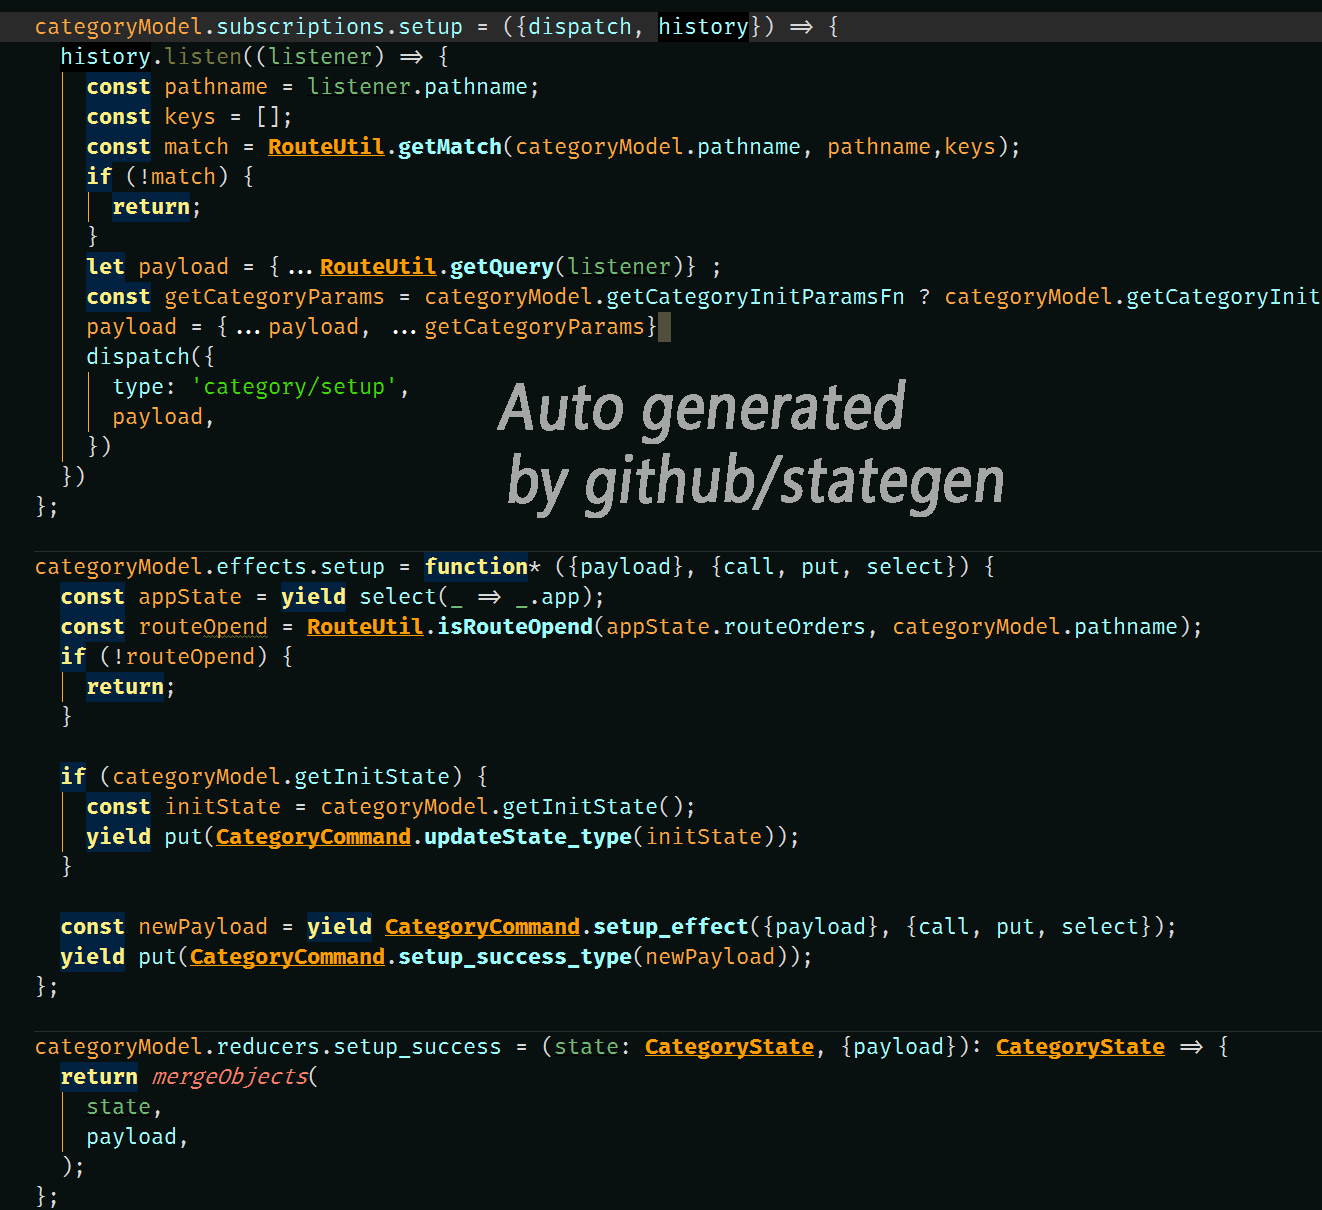 categoryModel.subscriptions.setup = ({dispatch, history}) => {
  history.listen((listener) => {
    const pathname = listener.pathname;
    const keys = [];
    const match = RouteUtil.getMatch(categoryModel.pathname, pathname,keys);
    if (!match) {
      return;
    }
    let payload = {...RouteUtil.getQuery(listener)} ;
    const getCategoryParams = categoryModel.getCategoryInitParamsFn ? categoryModel.getCategoryInit
    payload = {...payload, ...getCategoryParams}
    dispatch({
      type: 'category/setup',
      payload,
    })
  })
};
Auto generated
by github/stategen
categoryModel.effects.setup = function* ({payload}, {call, put, select}) {
  const appState = yield select(_ => _.app);
  const routeOpend = RouteUtil.isRouteOpend(appState.routeOrders, categoryModel.pathname);
  if (!routeOpend) {
    return;
  }
  if (categoryModel.getInitState) {
    const initState = categoryModel.getInitState();
    yield put(CategoryCommand.updateState_type(initState));
  }
  const newPayload = yield CategoryCommand.setup_effect({payload}, {call, put, select});
  yield put(CategoryCommand.setup_success_type(newPayload));
};
categoryModel.reducers.setup_success = (state: CategoryState, {payload}): CategoryState => {
  return mergeObjects(
    state,
    payload,
  );
};